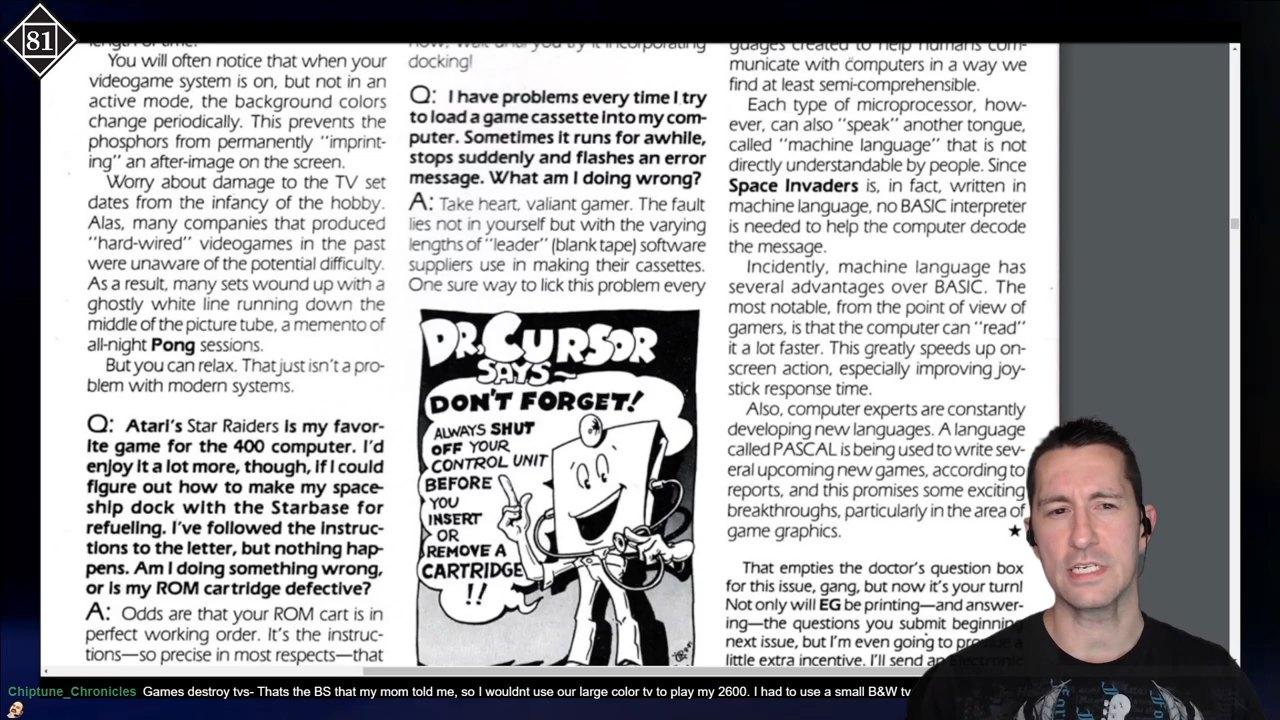 81
length of time.
You will often notice that when your
videogame system is on, but not in an
active mode, the background colors
change periodically. This prevents the
phosphors from permanently "imprint-
ing" an after-image on the screen.
Worry about damage to the TV set
dates from the infancy of the hobby.
Alas, many companies that produced
"hard-wired" videogames in the past
were unaware of the potential difficulty.
As a result, many sets wound up with a
ghostly white line running down the
middle of the picture tube, a memento of
all-night Pong sessions.
But you can relax. That just isn't a pro-
blem with modern systems.
Q: Atari's Star Raiders is my favor-
ite game for the 400 computer. I'd
enjoy it a lot more, though, if I could
figure out how to make my space-
ship dock with the Starbase for
refueling. I've followed the instruc-
tions to the letter, but nothing hap-
pens. Am I doing something wrong,
or is my ROM cartridge defective?
A: Odds are that your ROM cart is in
perfect working order. It's the instruc-
tions—so precise in most respects—that
now, wait until you try it incorporating
docking!
Q: I have problems every time I try
to load a game cassette into my com-
puter. Sometimes it runs for awhile,
stops suddenly and flashes an error
message. What am I doing wrong?
A: Take heart, valiant gamer. The fault
lies not in yourself but with the varying
lengths of "leader" (blank tape) software
suppliers use in making their cassettes.
One sure way to lick this problem every
DR. CURSOR
SAYS~
DON'T FORGET!
ALWAYS SHUT
OFF YOUR
CONTROL UNIT
BEFORE
YOU
INSERT
OR
REMOVE A
CARTRIDGE
!!
guages created to help humans com-
municate with computers in a way we
find at least semi-comprehensible.
Each type of microprocessor, how-
ever, can also "speak" another tongue,
called "machine language" that is not
directly understandable by people. Since
Space Invaders is, in fact, written in
machine language, no BASIC interpreter
is needed to help the computer decode
the message.
Incidently, machine language has
several advantages over BASIC. The
most notable, from the point of view of
gamers, is that the computer can "read"
it a lot faster. This greatly speeds up on-
screen action, especially improving joy-
stick response time.
Also, computer experts are constantly
developing new languages. A language
called PASCAL is being used to write sev-
eral upcoming new games, according to
reports, and this promises some exciting
breakthroughs, particularly in the area of
game graphics. ★
That empties the doctor's question box
for this issue, gang, but now it's your turn!
Not only will EG be printing—and answer-
ing—the questions you submit beginning
next issue, but I'm even going to provide a
little extra incentive. I'll send an Electronic
Chiptune_Chronicles Games destroy tvs- Thats the BS that my mom told me, so I wouldnt use our large color tv to play my 2600. I had to use a small B&W tv